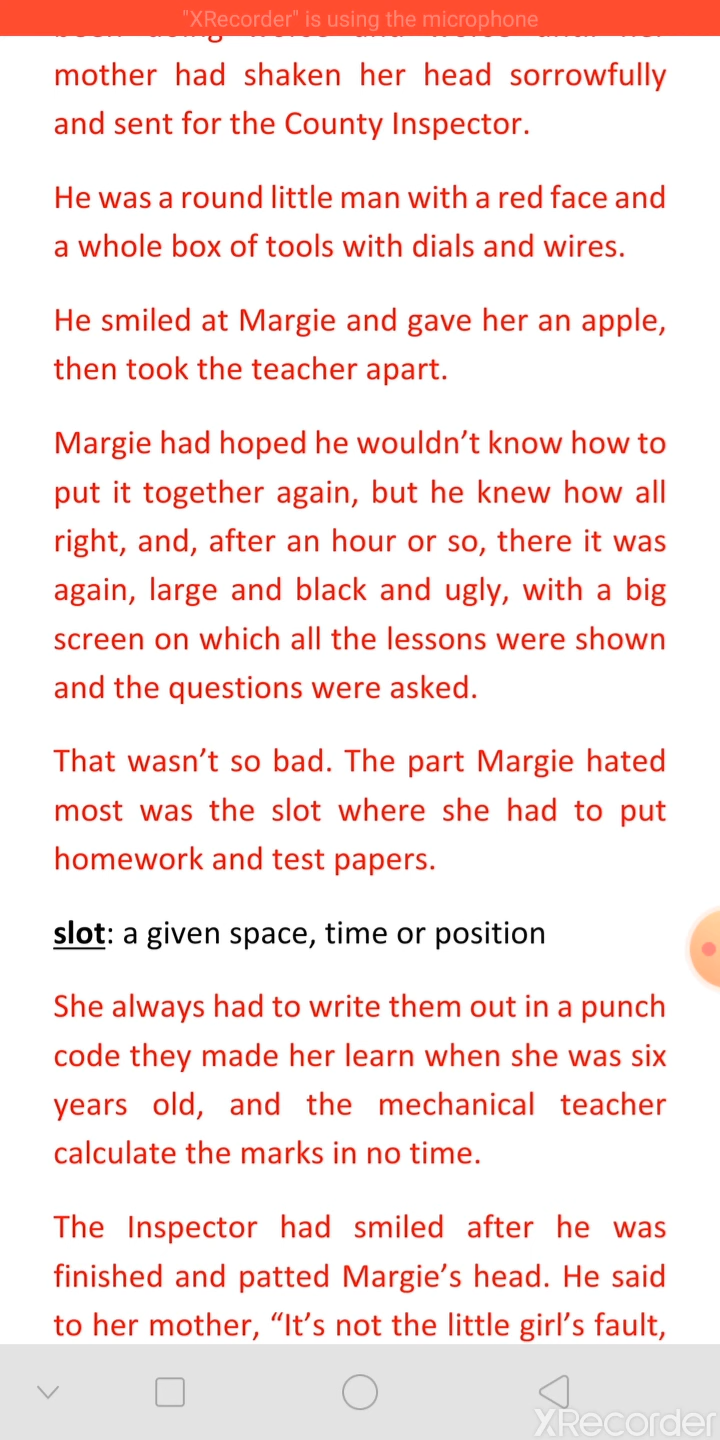 "XRecorder" is using the microphone
mother had shaken her head sorrowfully
and sent for the County Inspector.
He was a round little man with a red face and
a whole box of tools with dials and wires.
He smiled at Margie and gave her an apple,
then took the teacher apart.
Margie had hoped he wouldn’t know how to
put it together again, but he knew how all
right, and, after an hour or so, there it was
again, large and black and ugly, with a big
screen on which all the lessons were shown
and the questions were asked.
That wasn’t so bad. The part Margie hated
most was the slot where she had to put
homework and test papers.
slot: a given space, time or position
She always had to write them out in a punch
code they made her learn when she was six
years old, and the mechanical teacher
calculate the marks in no time.
The Inspector had smiled after he was
finished and patted Margie’s head. He said
to her mother, “It’s not the little girl’s fault,
XRecorder